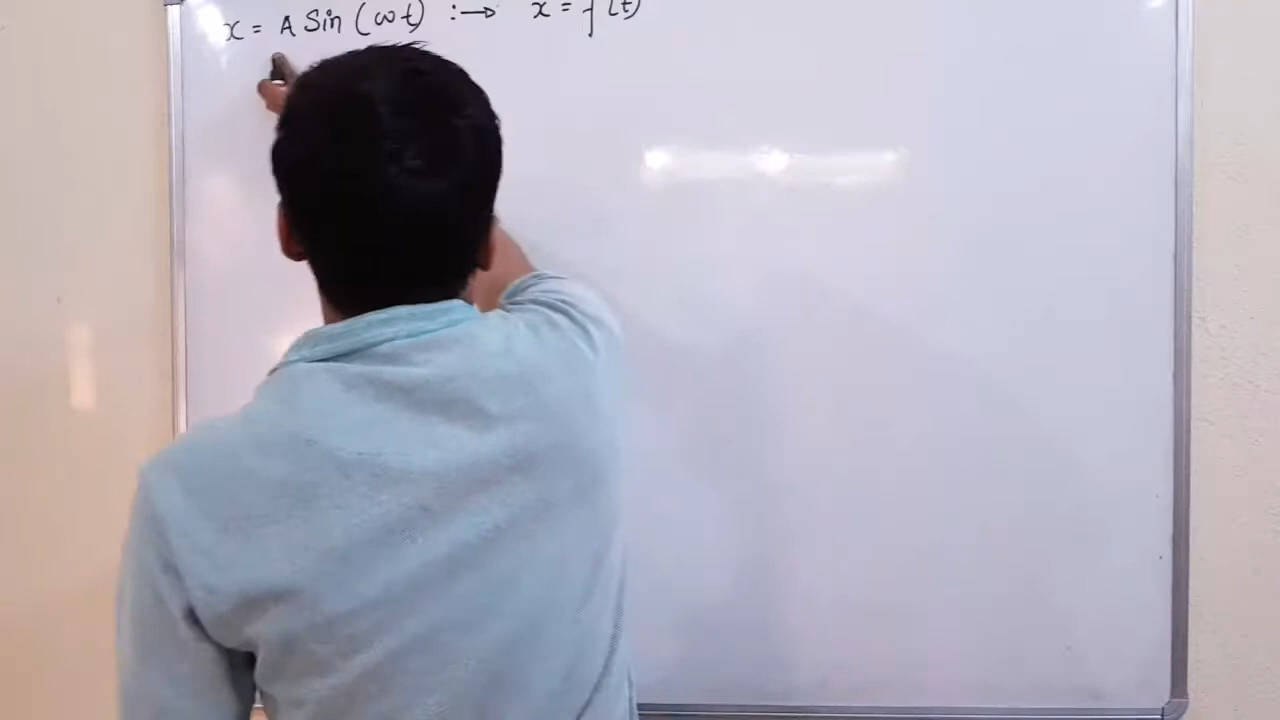 x = A Sin (ωt) :→ x = f(t)